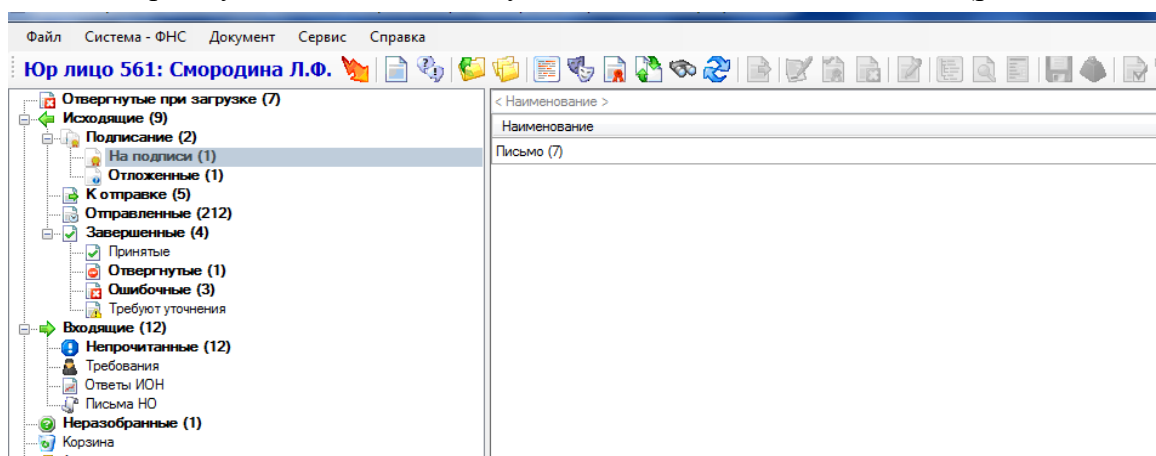 Файл Система - ФНС Документ Сервис Справка
Юр лицо 561: Смородина Л.Ф.
Отвергнутые при загрузке (7)
Исходящие (9)
Подписание (2)
На подписи (1)
Отложенные (1)
К отправке (5)
Отправленные (212)
Завершенные (4)
Принятые
Отвергнутые (1)
Ошибочные (3)
Требуют уточнения
Входящие (12)
Непрочитанные (12)
Требования
Ответы ИОН
Письма НО
Неразобранные (1)
Корзина
< Наименование >
Наименование
Письмо (7)